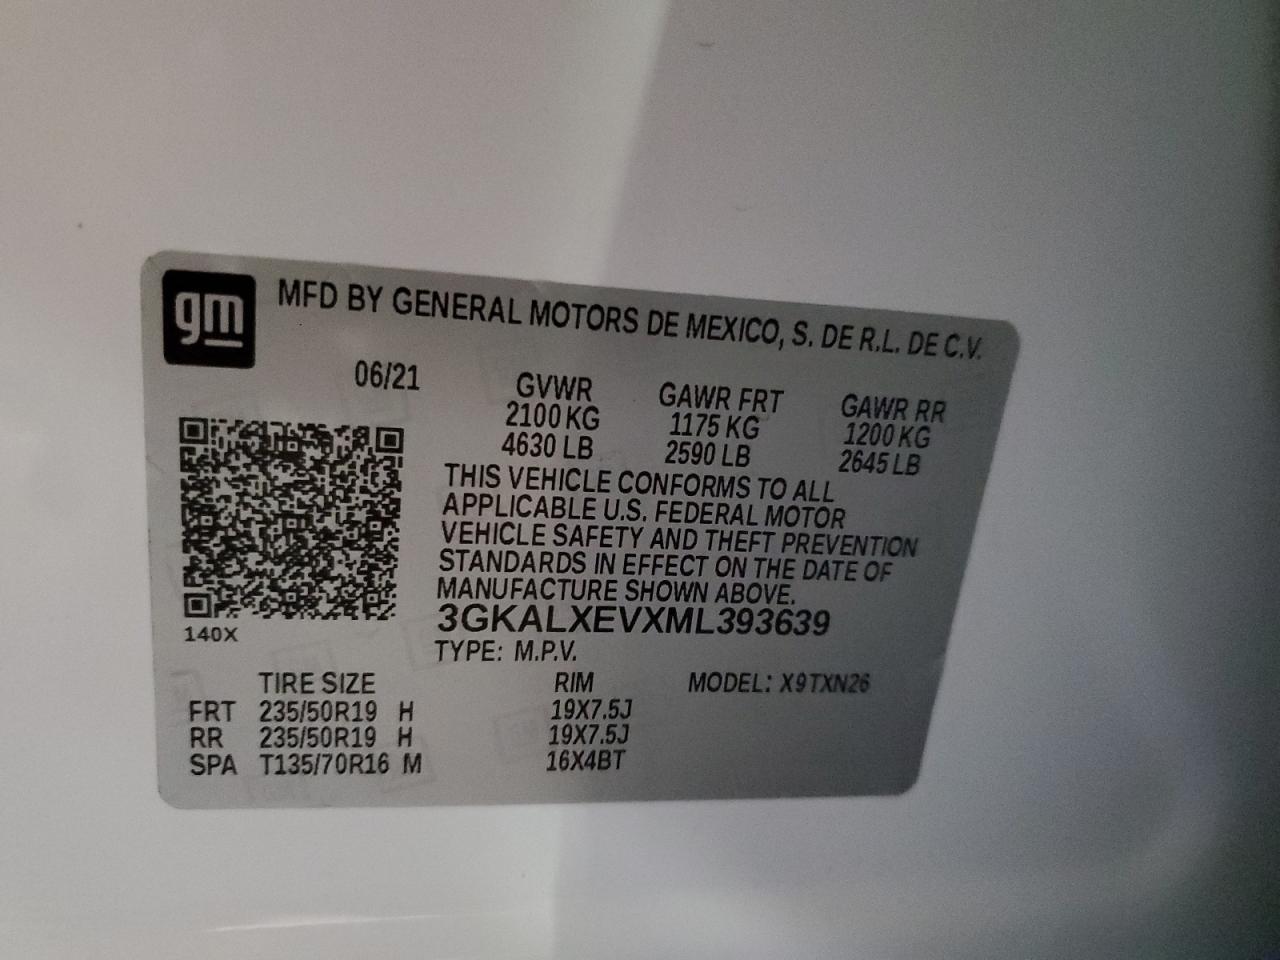 gm
MFD BY GENERAL MOTORS DE MEXICO, S. DE R.L. DE C.V.
06/21 GVWR GAWR FRT GAWR RR
2100 KG 1175 KG 1200 KG
4630 LB 2590 LB 2645 LB
THIS VEHICLE CONFORMS TO ALL
APPLICABLE U.S. FEDERAL MOTOR
VEHICLE SAFETY AND THEFT PREVENTION
STANDARDS IN EFFECT ON THE DATE OF
MANUFACTURE SHOWN ABOVE.
3GKALXEVXML393639
140X
TYPE: M.P.V.
TIRE SIZE RIM MODEL: X9TXN26
FRT 235/50R19 H 19X7.5J
RR 235/50R19 H 19X7.5J
SPA T135/70R16 M 16X4BT